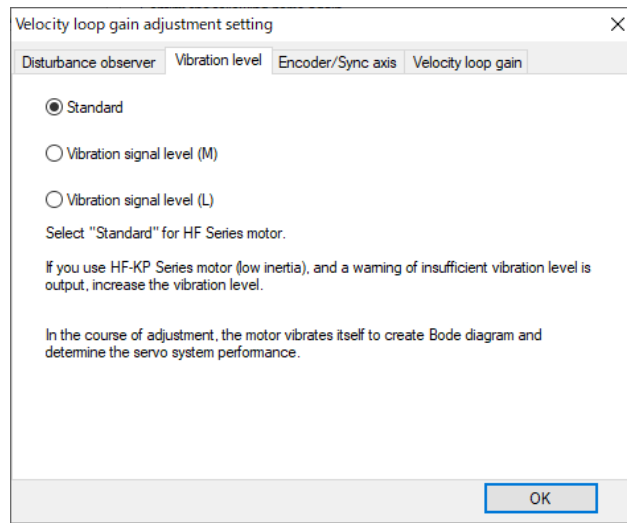 Velocity loop gain adjustment setting
Disturbance observer Vibration level Encoder/Sync axis Velocity loop gain
Standard
Vibration signal level (M)
Vibration signal level (L)
Select "Standard" for HF Series motor.
If you use HF-KP Series motor (low inertia), and a warning of insufficient vibration level is
output, increase the vibration level.
In the course of adjustment, the motor vibrates itself to create Bode diagram and
determine the servo system performance.
OK